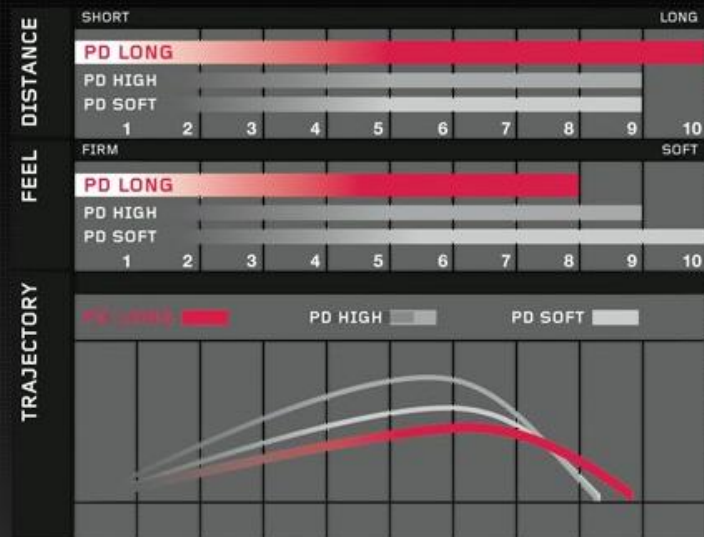 DISTANCE
SHORT LONG
PD LONG
PD HIGH
PD SOFT
1 2 3 4 5 6 7 8 9 10
FEEL
FIRM SOFT
PD LONG
PD HIGH
PD SOFT
1 2 3 4 5 6 7 8 9 10
TRAJECTORY
PD LONG PD HIGH PD SOFT